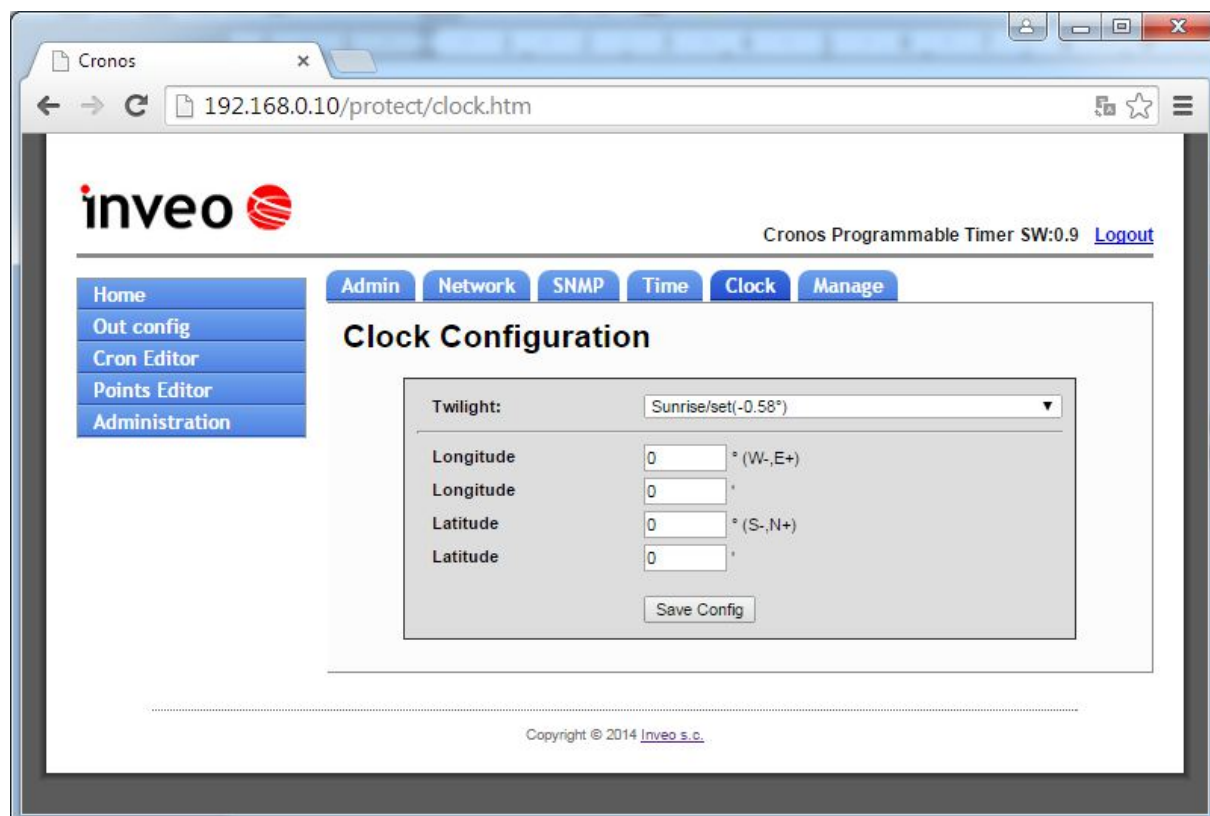 Cronos
192.168.0.10/protect/clock.htm
inveo
Cronos Programmable Timer SW:0.9 Logout
Home
Out config
Cron Editor
Points Editor
Administration
Admin Network SNMP Time Clock Manage
Clock Configuration
Twilight: Sunrise/set(-0.58°)
Longitude 0 ° (W-,E+)
Longitude 0 '
Latitude 0 ° (S-,N+)
Latitude 0 '
Save Config
Copyright © 2014 Inveo s.c.